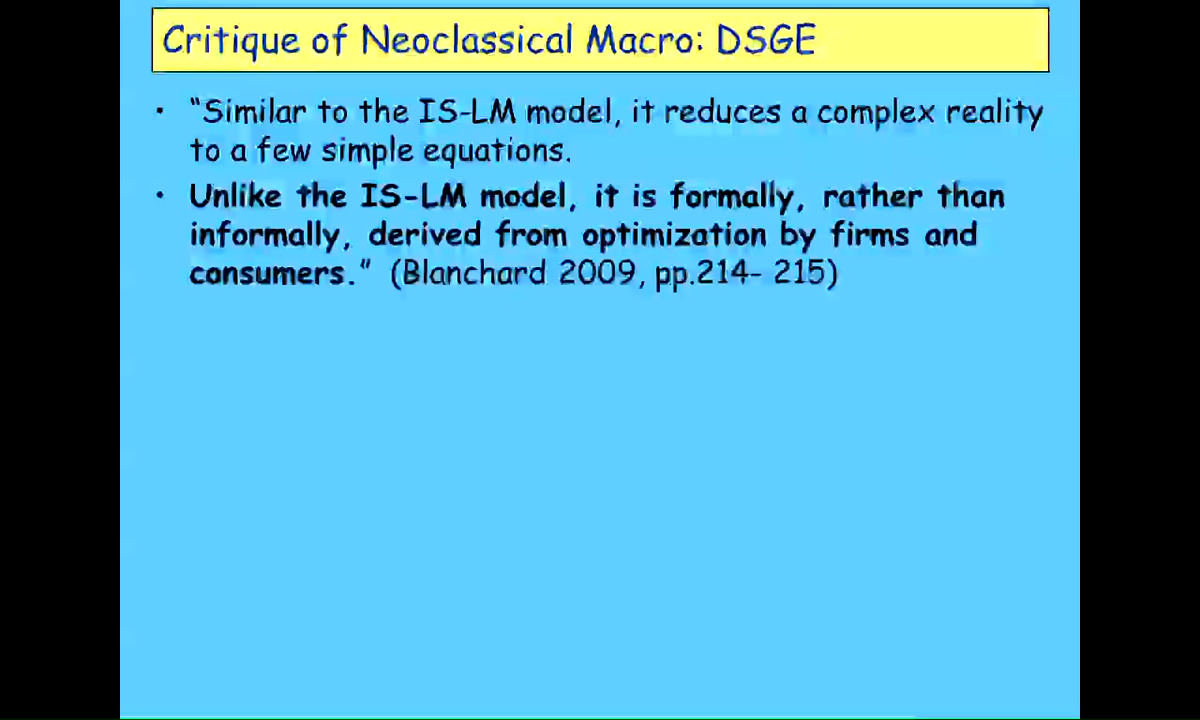 Critique of Neoclassical Macro: DSGE
• “Similar to the IS-LM model, it reduces a complex reality
to a few simple equations.
• Unlike the IS-LM model, it is formally, rather than
informally, derived from optimization by firms and
consumers.” (Blanchard 2009, pp.214- 215)